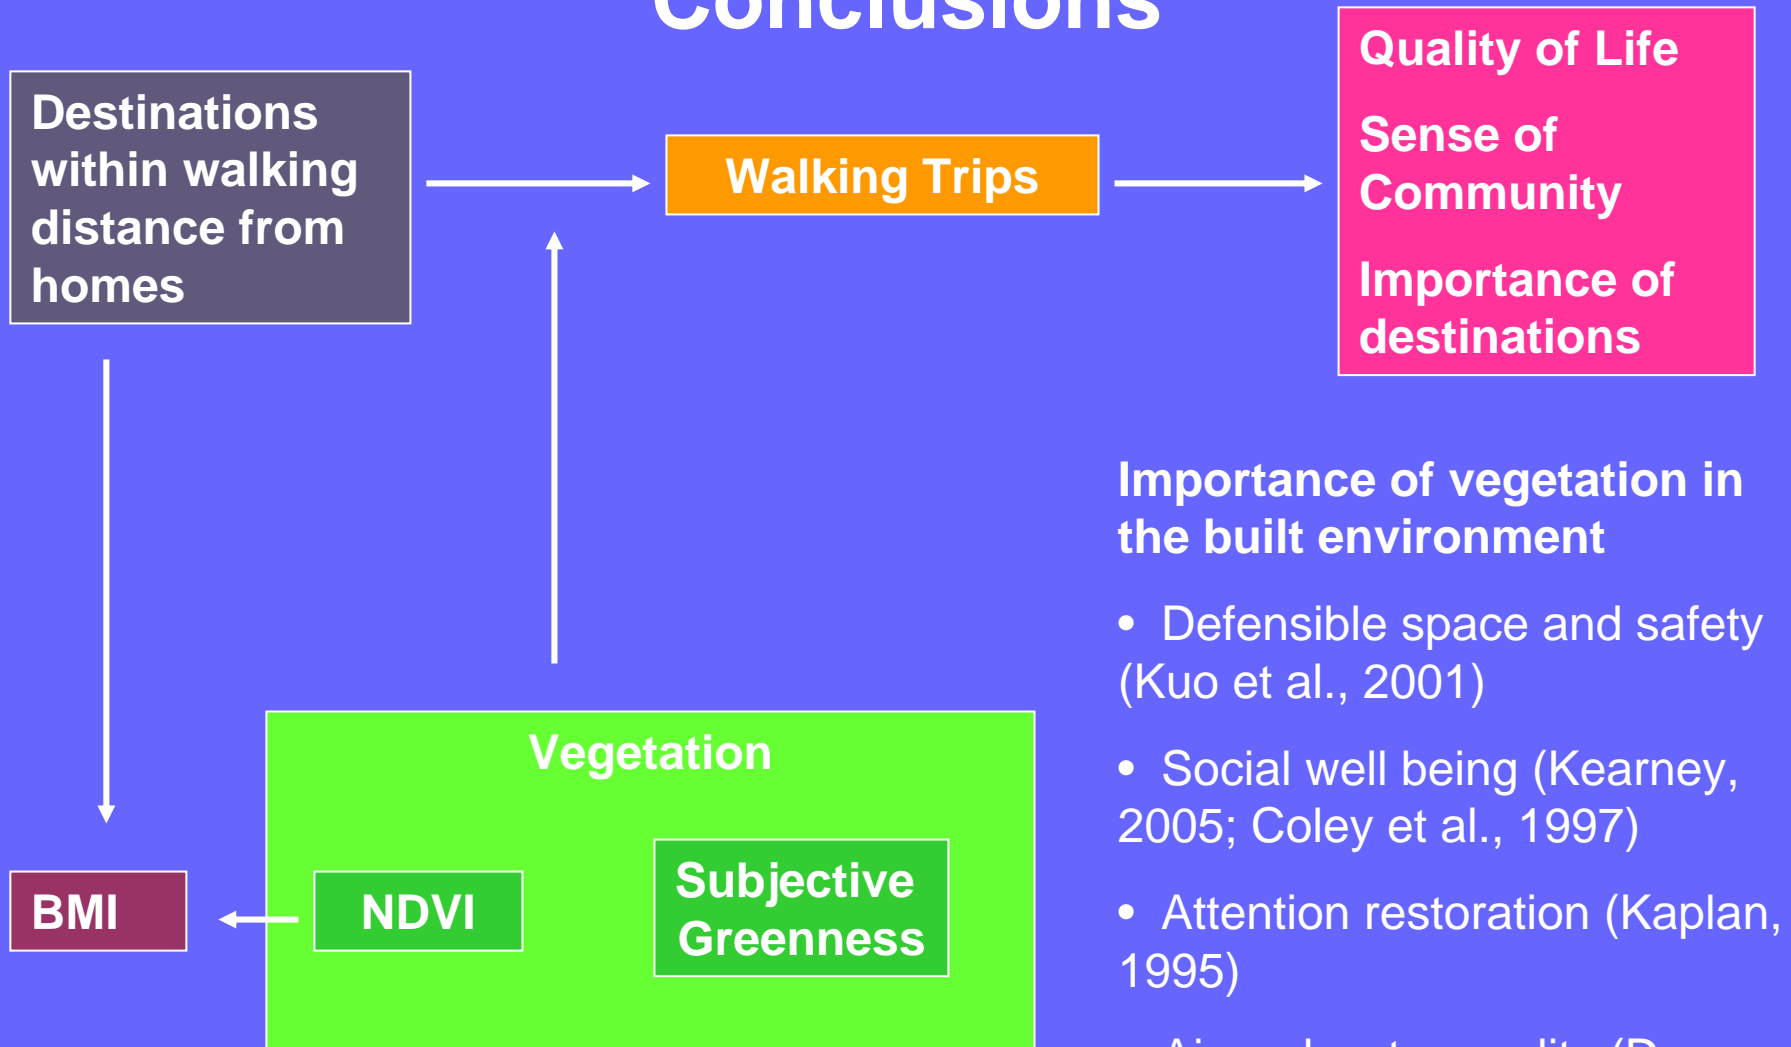 Conclusions
Destinations
within walking
distance from
homes
Walking Trips
Quality of Life
Sense of
Community
Importance of
destinations
Importance of vegetation in
the built environment
• Defensible space and safety
(Kuo et al., 2001)
• Social well being (Kearney,
2005; Coley et al., 1997)
• Attention restoration (Kaplan,
1995)
Vegetation
BMI
NDVI
Subjective
Greenness